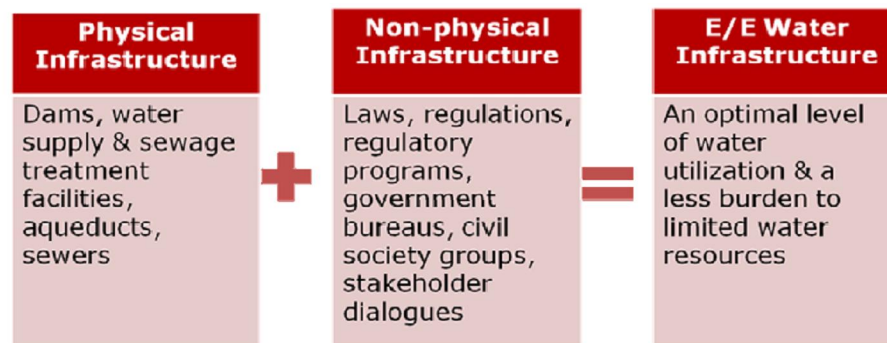 Physical
Infrastructure
Dams, water
supply & sewage
treatment
facilities,
aqueducts,
sewers
Non-physical
Infrastructure
Laws, regulations,
regulatory
programs,
government
bureaus, civil
society groups,
stakeholder
dialogues
E/E Water
Infrastructure
An optimal level
of water
utilization & a
less burden to
limited water
resources